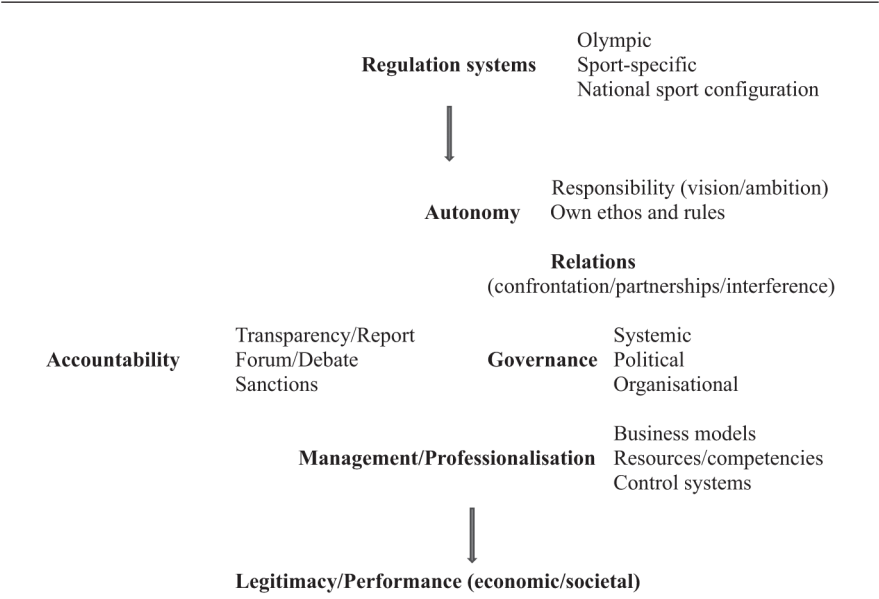 Olympic
Regulation systems Sport-specific
National sport configuration
Responsibility (vision/ambition)
Autonomy Own ethos and rules
Relations
(confrontation/partnerships/interference)
Transparency/Report Systemic
Accountability Forum/Debate Governance Political
Sanctions Organisational
Business models
Management/Professionalisation Resources/competencies
Control systems
Legitimacy/Performance (economic/societal)